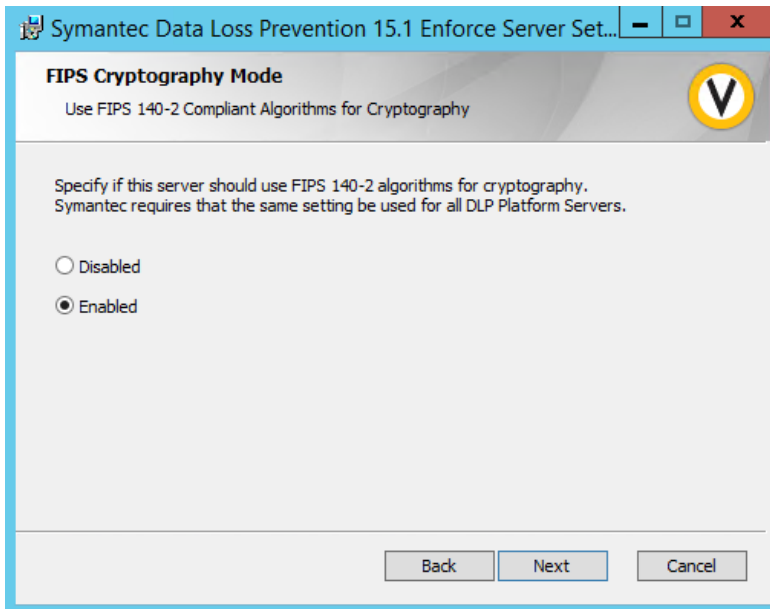 Symantec Data Loss Prevention 15.1 Enforce Server Set...
FIPS Cryptography Mode
Use FIPS 140-2 Compliant Algorithms for Cryptography
Specify if this server should use FIPS 140-2 algorithms for cryptography.
Symantec requires that the same setting be used for all DLP Platform Servers.
Disabled
Enabled
Back Next Cancel